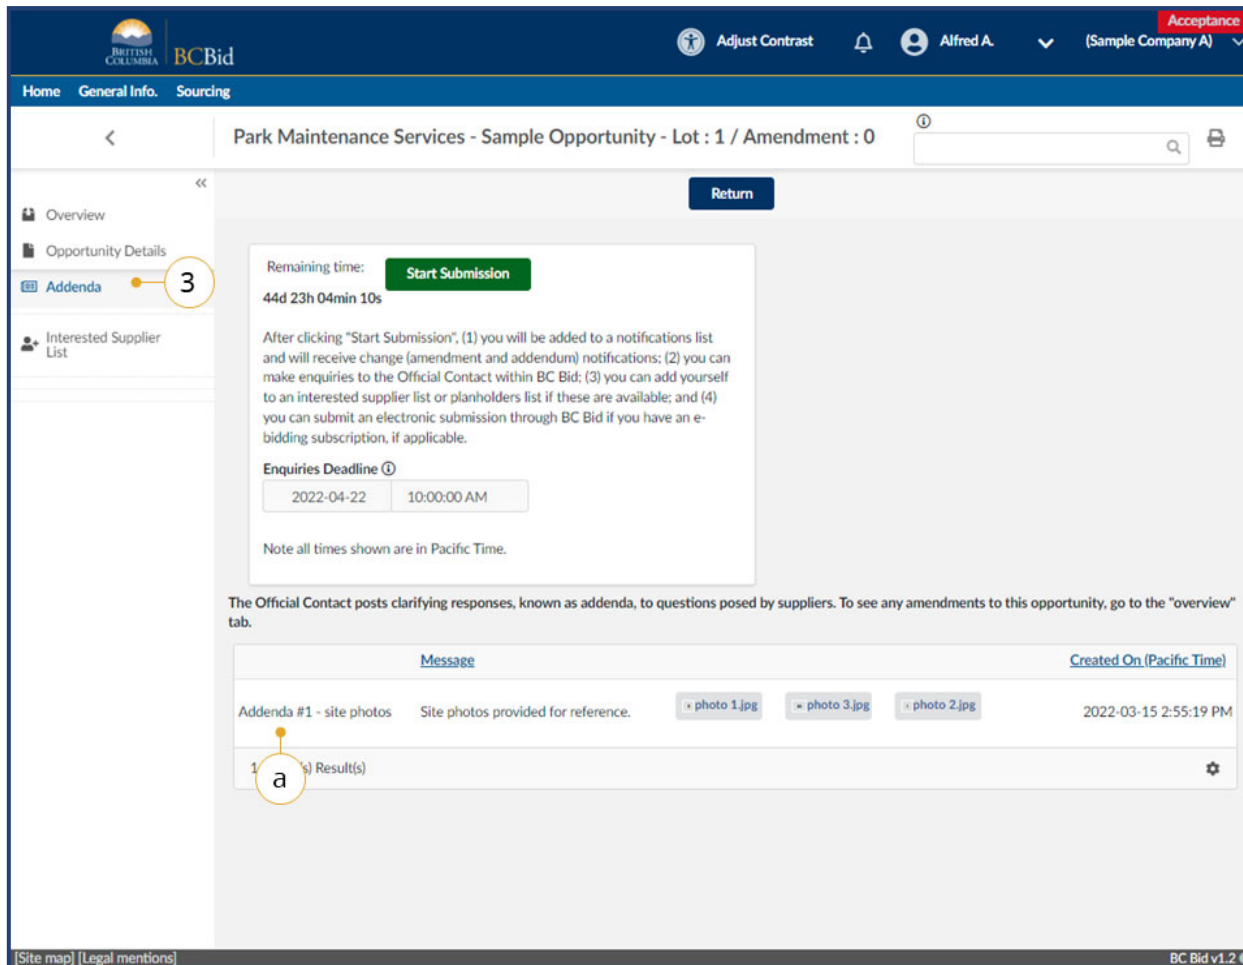 Acceptance
BRITISH
COLUMBIA
BCBid
Adjust Contrast
Alfred A.
(Sample Company A)
Home General Info. Sourcing
Park Maintenance Services - Sample Opportunity - Lot : 1 / Amendment : 0
Return
Overview
Opportunity Details
Addenda
3
Interested Supplier
List
Remaining time:
Start Submission
44d 23h 04min 10s
After clicking "Start Submission", (1) you will be added to a notifications list
and will receive change (amendment and addendum) notifications; (2) you can
make enquiries to the Official Contact within BC Bid; (3) you can add yourself
to an interested supplier list or planholders list if these are available; and (4)
you can submit an electronic submission through BC Bid if you have an e-
bidding subscription, if applicable.
Enquiries Deadline
2022-04-22 10:00:00 AM
Note all times shown are in Pacific Time.
The Official Contact posts clarifying responses, known as addenda, to questions posed by suppliers. To see any amendments to this opportunity, go to the "overview"
tab.
Message Created On (Pacific Time)
Addenda #1 - site photos Site photos provided for reference. photo 1.jpg photo 3.jpg photo 2.jpg 2022-03-15 2:55:19 PM
1 Result(s)
a
[Site map] [Legal mentions]
BC Bid v1.2